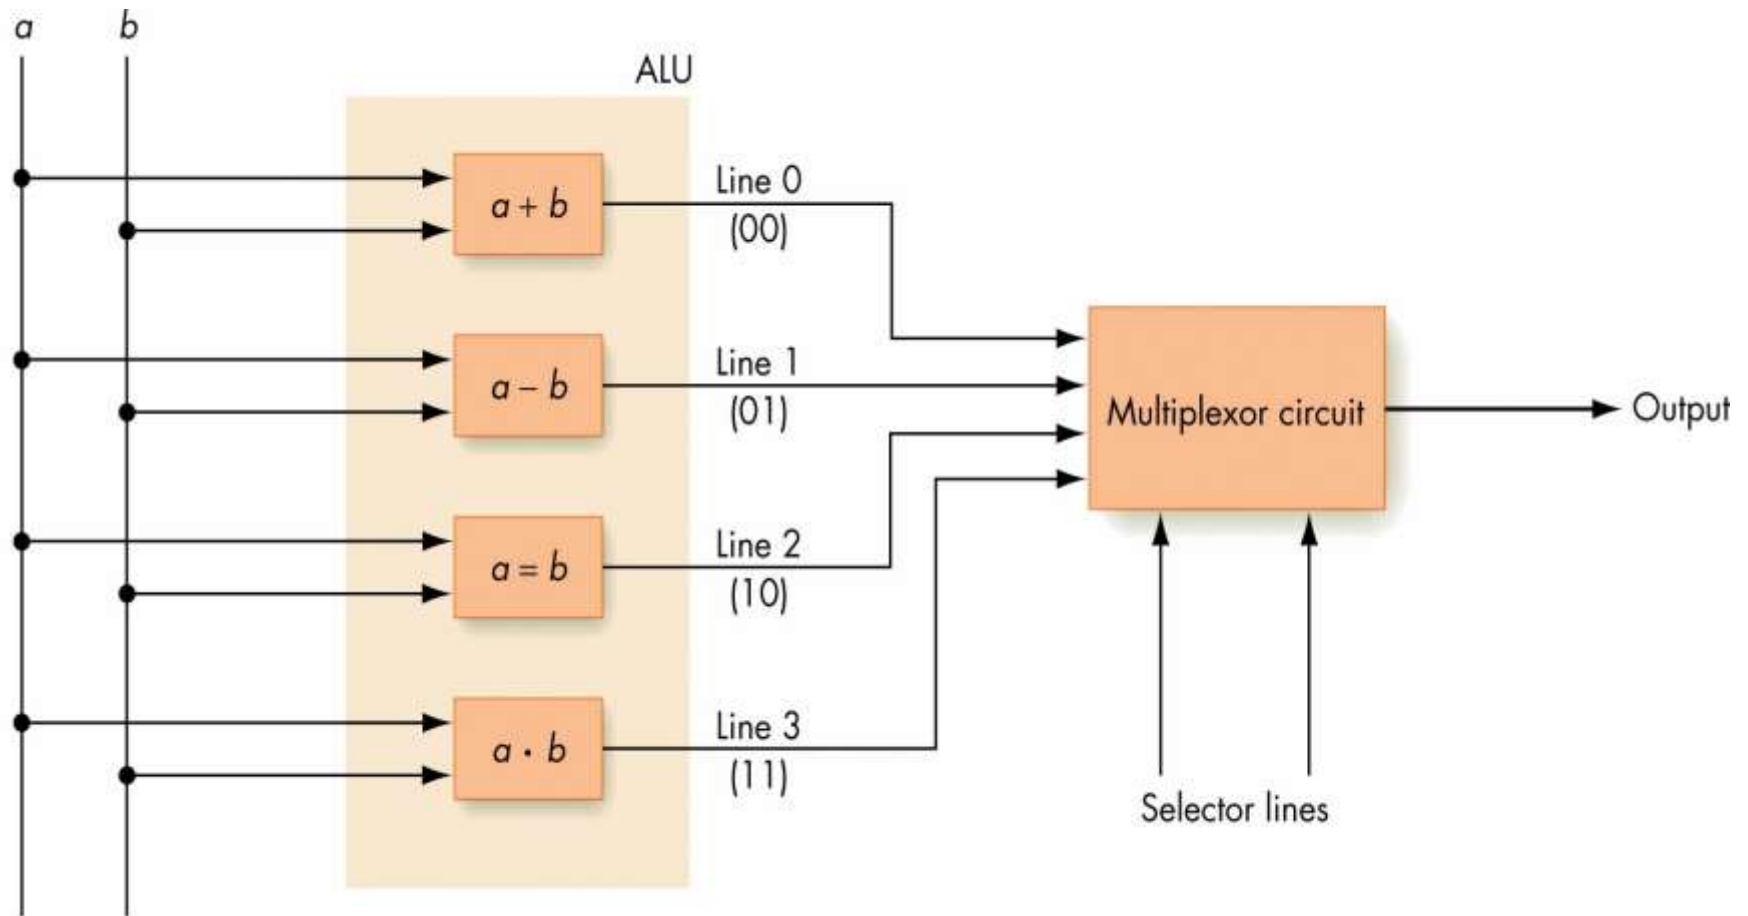 a b
ALU
a + b
Line 0
(00)
a – b
Line 1
(01)
Multiplexor circuit
Output
a = b
Line 2
(10)
a · b
Line 3
(11)
Selector lines